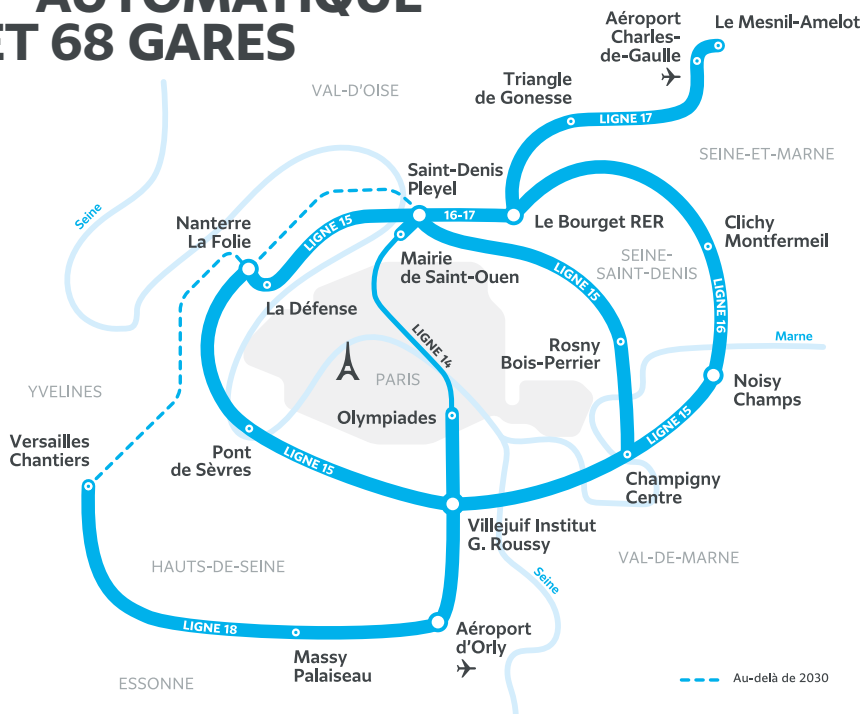 AUTOMATIQUE
ET 68 GARES
Aéroport
Charles-
de-Gaulle
Le Mesnil-Amelot
VAL-D'OISE
Triangle
de Gonesse
LIGNE 17
SEINE-ET-MARNE
Saint-Denis
Pleyel
Seine
Nanterre
La Folie
LIGNE 15
16-17
Le Bourget RER
Clichy
Montfermeil
Mairie
de Saint-Ouen
SEINE-
SAINT-DENIS
LIGNE 15
La Défense
LIGNE 16
LIGNE 14
Rosny
Bois-Perrier
Marne
PARIS
YVELINES
Noisy
Champs
Olympiades
LIGNE 15
Versailles
Chantiers
Pont
de Sèvres
LIGNE 15
Champigny
Centre
Villejuif Institut
G. Roussy
VAL-DE-MARNE
HAUTS-DE-SEINE
Seine
LIGNE 18
Aéroport
d'Orly
Massy
Palaiseau
ESSONNE
Au-delà de 2030